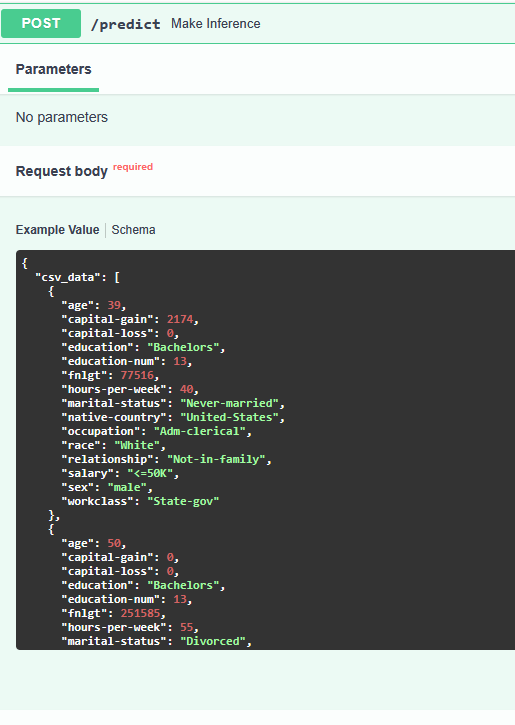 POST /predict Make Inference
Parameters
No parameters
Request body required
Example Value Schema
{
"csv_data": [
{
"age": 39,
"capital-gain": 2174,
"capital-loss": 0,
"education": "Bachelors",
"education-num": 13,
"fnlgt": 77516,
"hours-per-week": 40,
"marital-status": "Never-married",
"native-country": "United-States",
"occupation": "Adm-clerical",
"race": "White",
"relationship": "Not-in-family",
"salary": "<=50K",
"sex": "male",
"workclass": "State-gov"
},
{
"age": 50,
"capital-gain": 0,
"capital-loss": 0,
"education": "Bachelors",
"education-num": 13,
"fnlgt": 251585,
"hours-per-week": 55,
"marital-status": "Divorced",